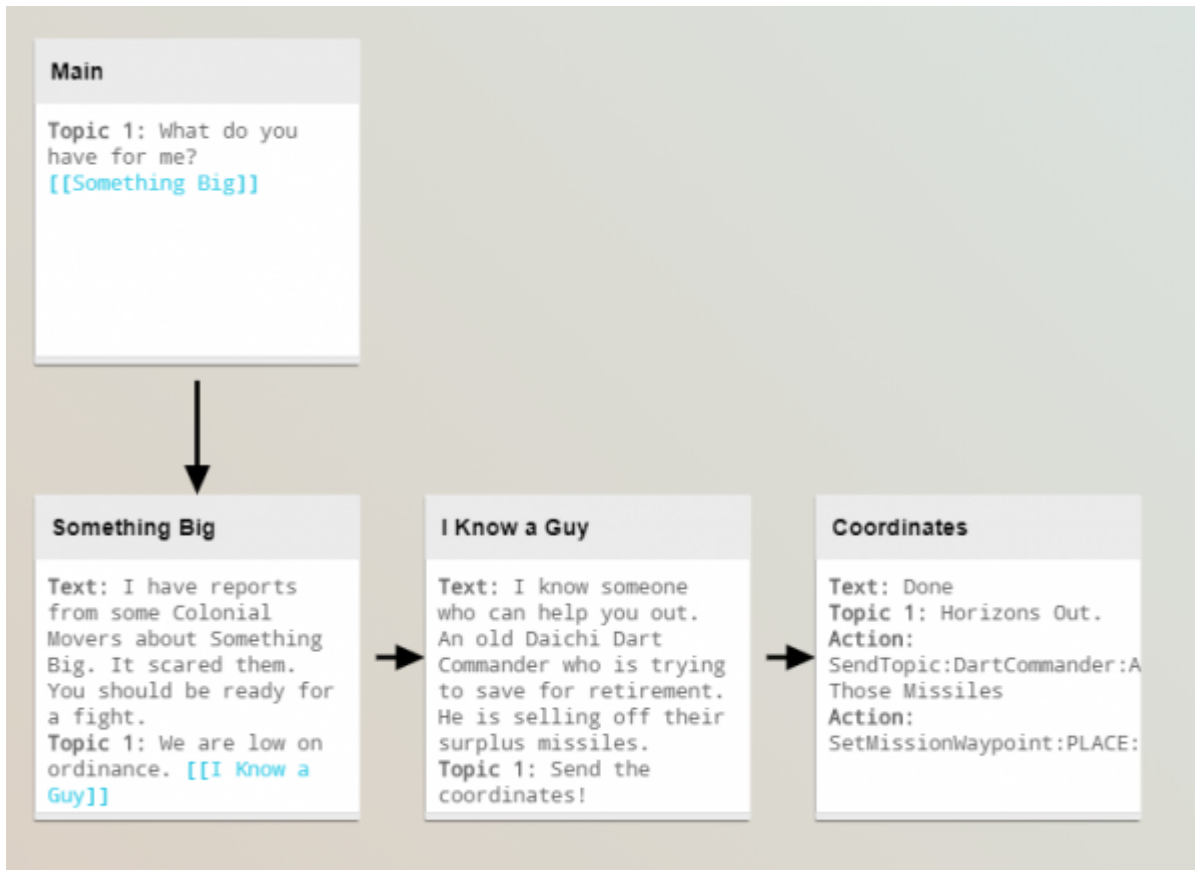 Main
Topic 1: What do you
have for me?
[[Something Big]]
Something Big
Text: I have reports
from some Colonial
Movers about Something
Big. It scared them.
You should be ready for
a fight.
Topic 1: We are low on
ordinance. [[I Know a
Guy]]
I Know a Guy
Text: I know someone
who can help you out.
An old Daichi Dart
Commander who is trying
to save for retirement.
He is selling off their
surplus missiles.
Topic 1: Send the
coordinates!
Coordinates
Text: Done
Topic 1: Horizons Out.
Action:
SendTopic:DartCommander:A
Those Missiles
Action:
SetMissionWaypoint:PLACE: